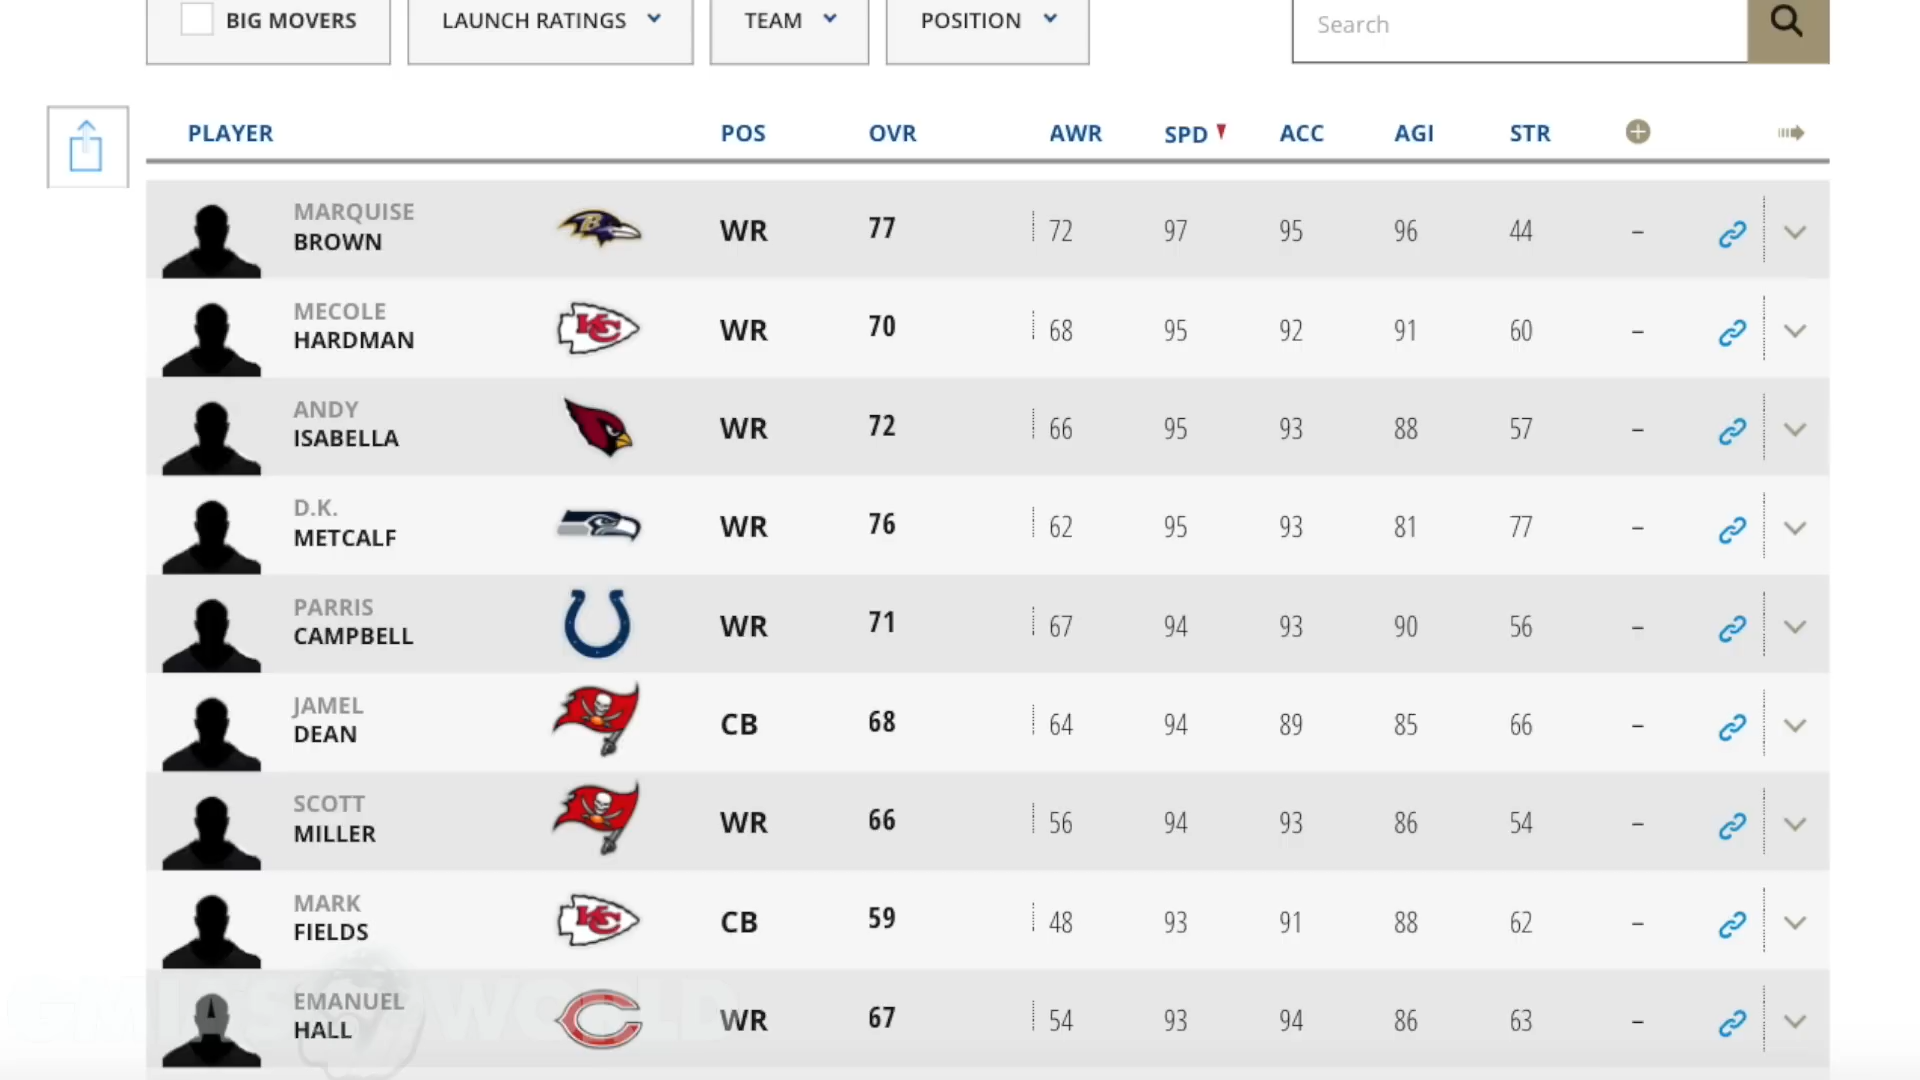 BIG MOVERS LAUNCH RATINGS TEAM POSITION Search
PLAYER POS OVR AWR SPD ACC AGI STR
MARQUISE
BROWN WR 77 72 97 95 96 44 –
MECOLE
HARDMAN WR 70 68 95 92 91 60 –
ANDY
ISABELLA WR 72 66 95 93 88 57 –
D.K.
METCALF WR 76 62 95 93 81 77 –
PARRIS
CAMPBELL WR 71 67 94 93 90 56 –
JAMEL
DEAN CB 68 64 94 89 85 66 –
SCOTT
MILLER WR 66 56 94 93 86 54 –
MARK
FIELDS CB 59 48 93 91 88 62 –
EMANUEL
HALL WR 67 54 93 94 86 63 –